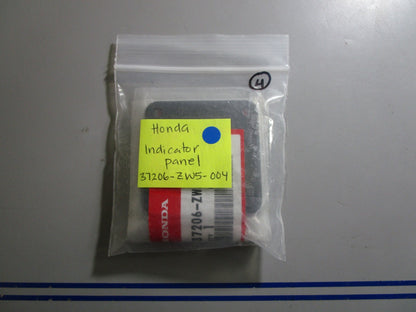 4
Honda
Indicator
panel
37206-ZW5-004
HONDA
37206-ZW